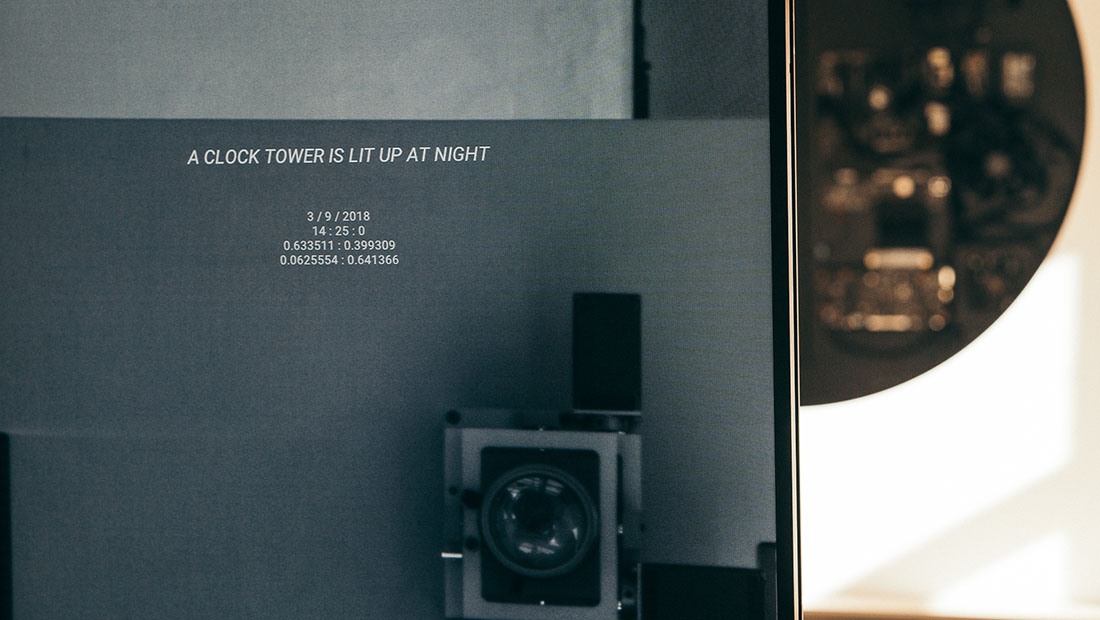 A CLOCK TOWER IS LIT UP AT NIGHT
3 / 9 / 2018
14 : 25 : 0
0.633511 : 0.399309
0.0625554 : 0.641366